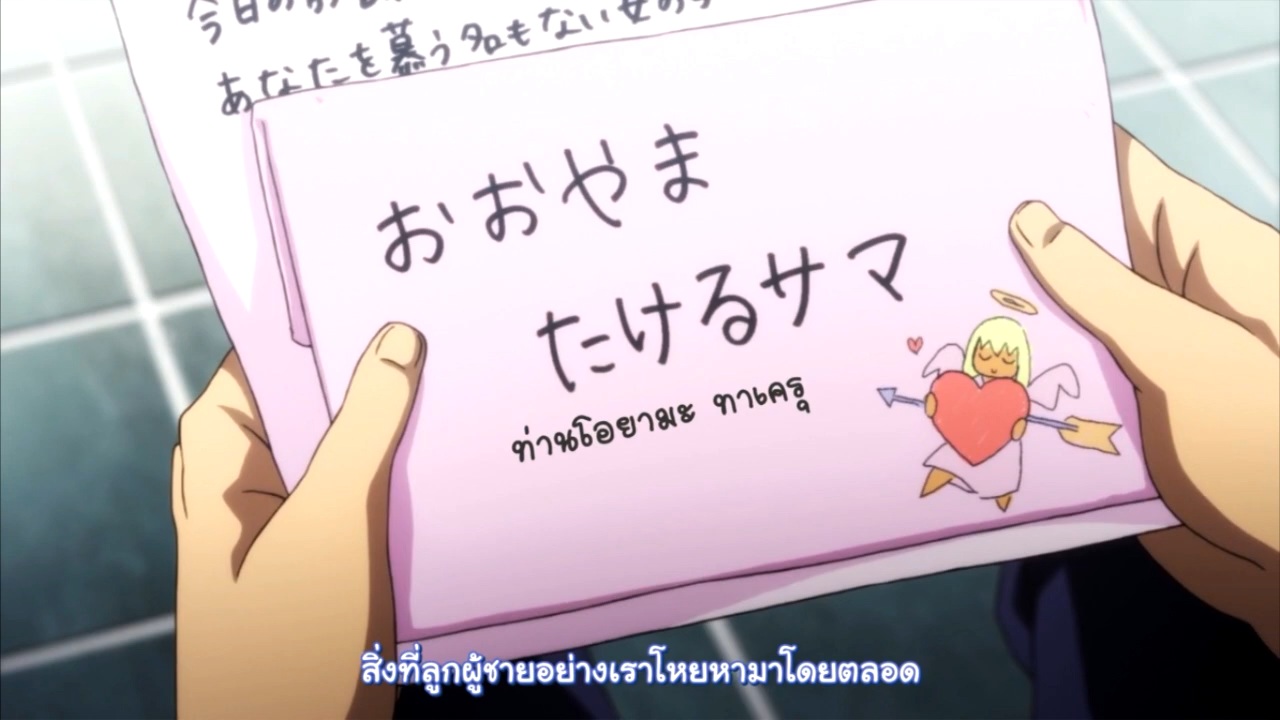 あなたを慕う名もない女の
おおやま
たけるサマ
ท่านโอยามะ ทาเครุ
สิ่งที่ลูกผู้ชายอย่างเราโหยหามาโดยตลอด